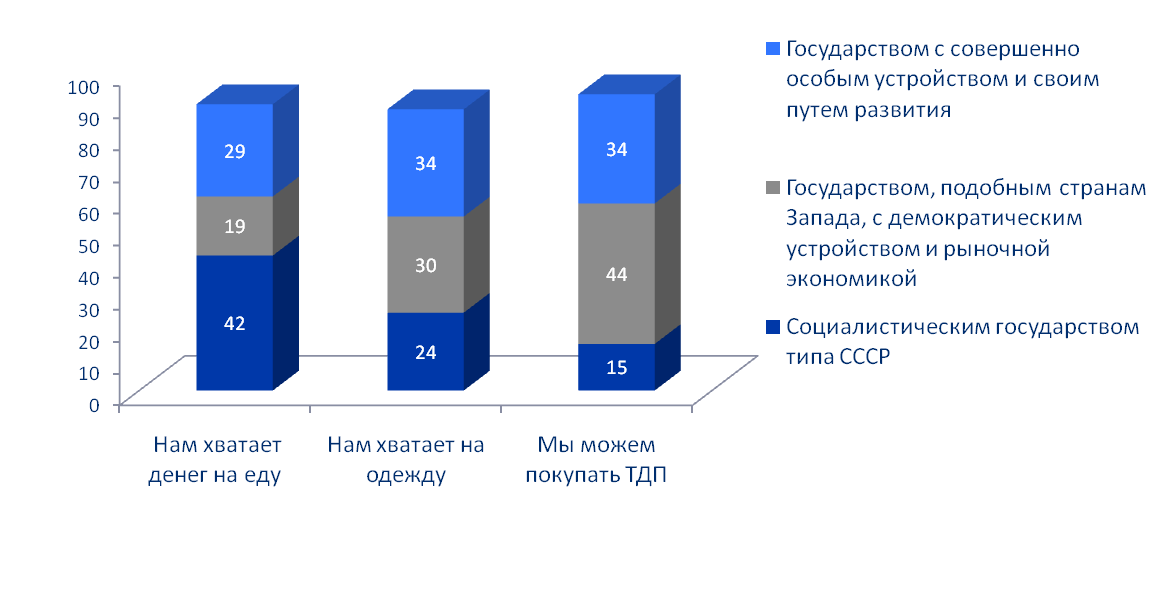 Государством с совершенно
особым устройством и своим
путем развития
Государством, подобным странам
Запада, с демократическим
устройством и рыночной
экономикой
Социалистическим государством
типа СССР
100
90
80
70
60
50
40
30
20
10
0
29
19
42
34
30
24
34
44
15
Нам хватает
денег на еду
Нам хватает на
одежду
Мы можем
покупать ТДП